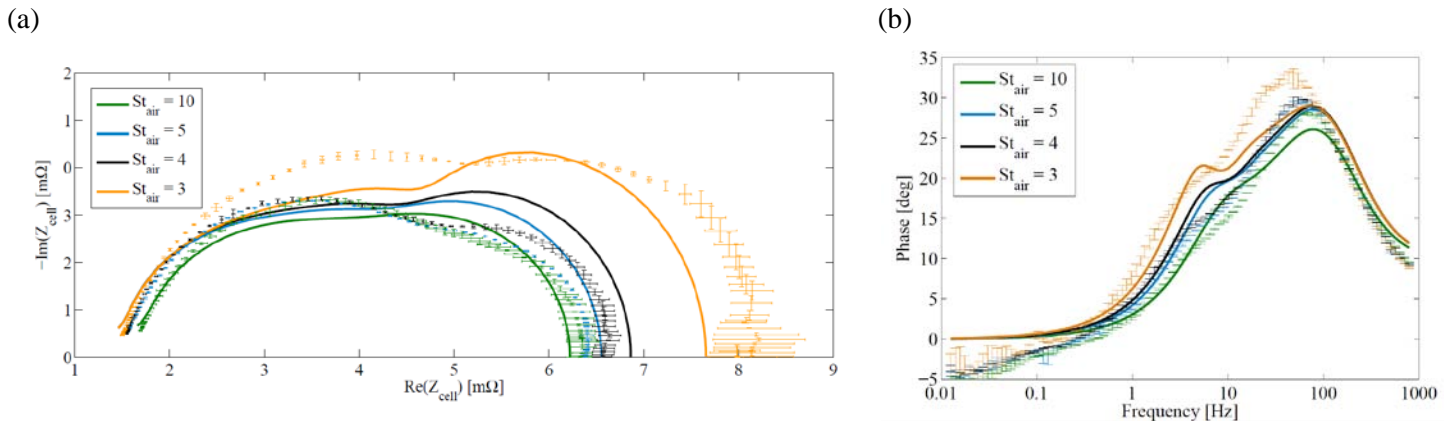 (a)
2
1
0
3
2
1
0
−Im(Z_cell) [mΩ]
St_air = 10
St_air = 5
St_air = 4
St_air = 3
1 2 3 4 5 6 7 8 9
Re(Z_cell) [mΩ]
(b)
35
30
25
20
15
10
5
0
−5
Phase [deg]
St_air = 10
St_air = 5
St_air = 4
St_air = 3
0.01 0.1 1 10 100 1000
Frequency [Hz]